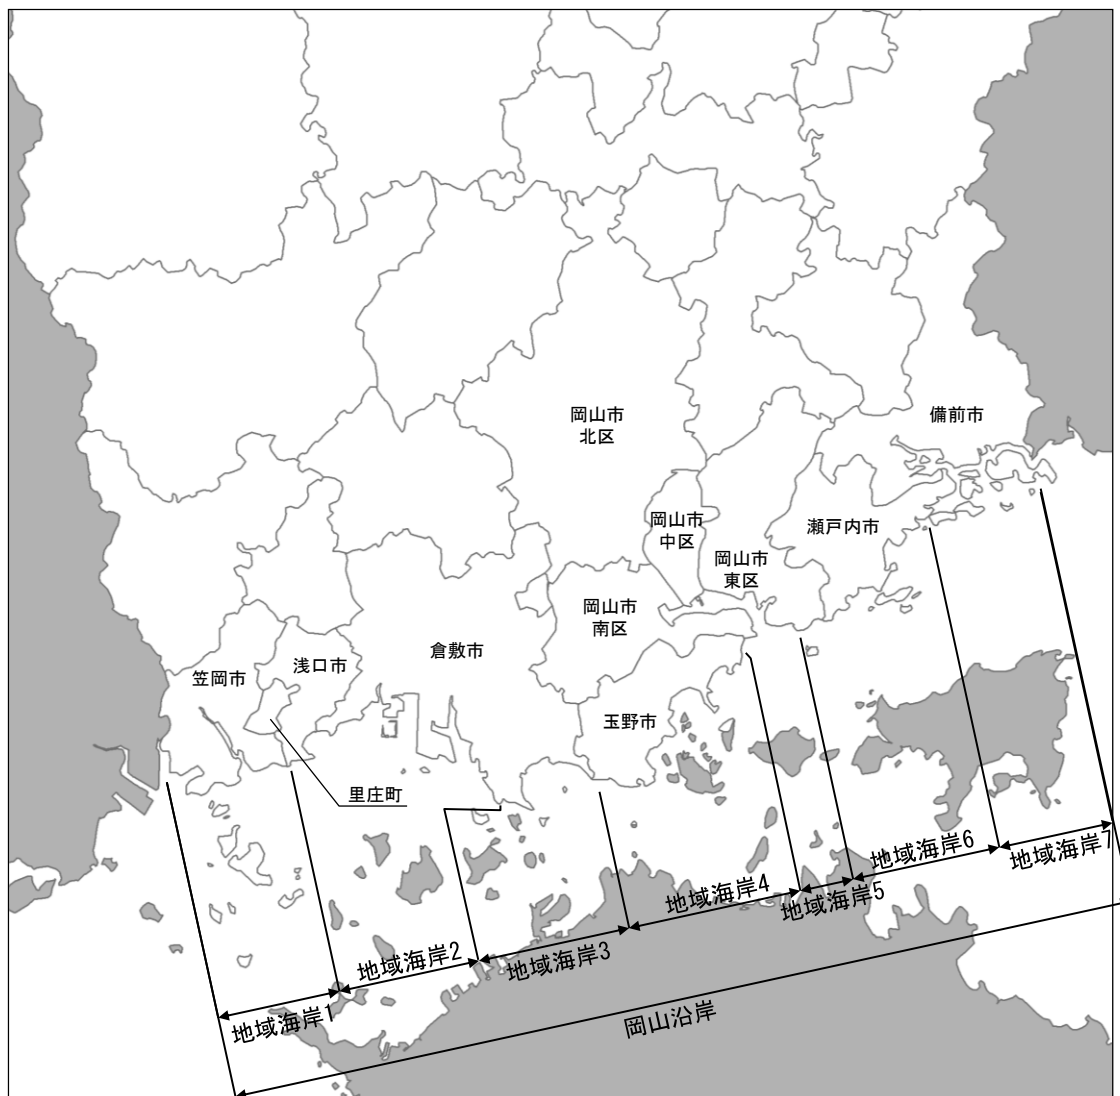 岡山市
北区
備前市
岡山市
中区
瀬戸内市
岡山市
東区
岡山市
南区
倉敷市
浅口市
笠岡市
玉野市
里庄町
地域海岸7
地域海岸6
地域海岸5
地域海岸4
地域海岸3
地域海岸2
地域海岸1
岡山沿岸